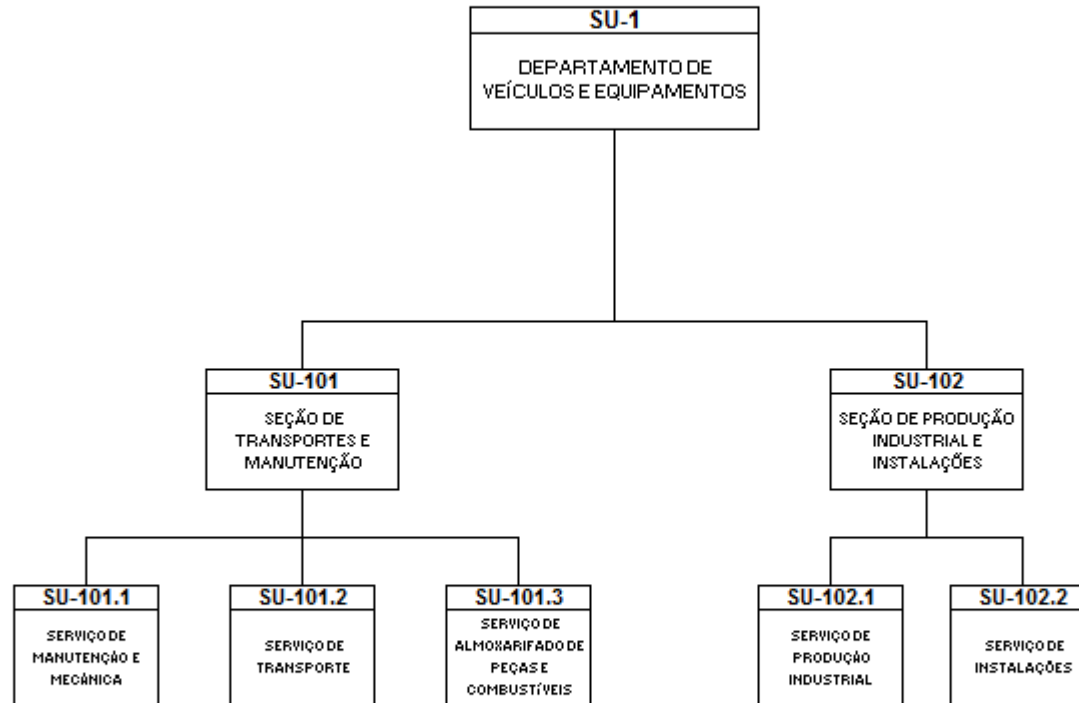 SU-1
DEPARTAMENTO DE
VEÍCULOS E EQUIPAMENTOS
SU-101
SEÇÃO DE
TRANSPORTES E
MANUTENÇÃO
SU-102
SEÇÃO DE PRODUÇÃO
INDUSTRIAL E
INSTALAÇÕES
SU-101.1
SERVIÇO DE
MANUTENÇÃO E
MECÂNICA
SU-101.2
SERVIÇO DE
TRANSPORTE
SU-101.3
SERVIÇO DE
ALMOXARIFADO DE
PEÇAS E
COMBUSTÍVEIS
SU-102.1
SERVIÇO DE
PRODUÇÃO
INDUSTRIAL
SU-102.2
SERVIÇO DE
INSTALAÇÕES